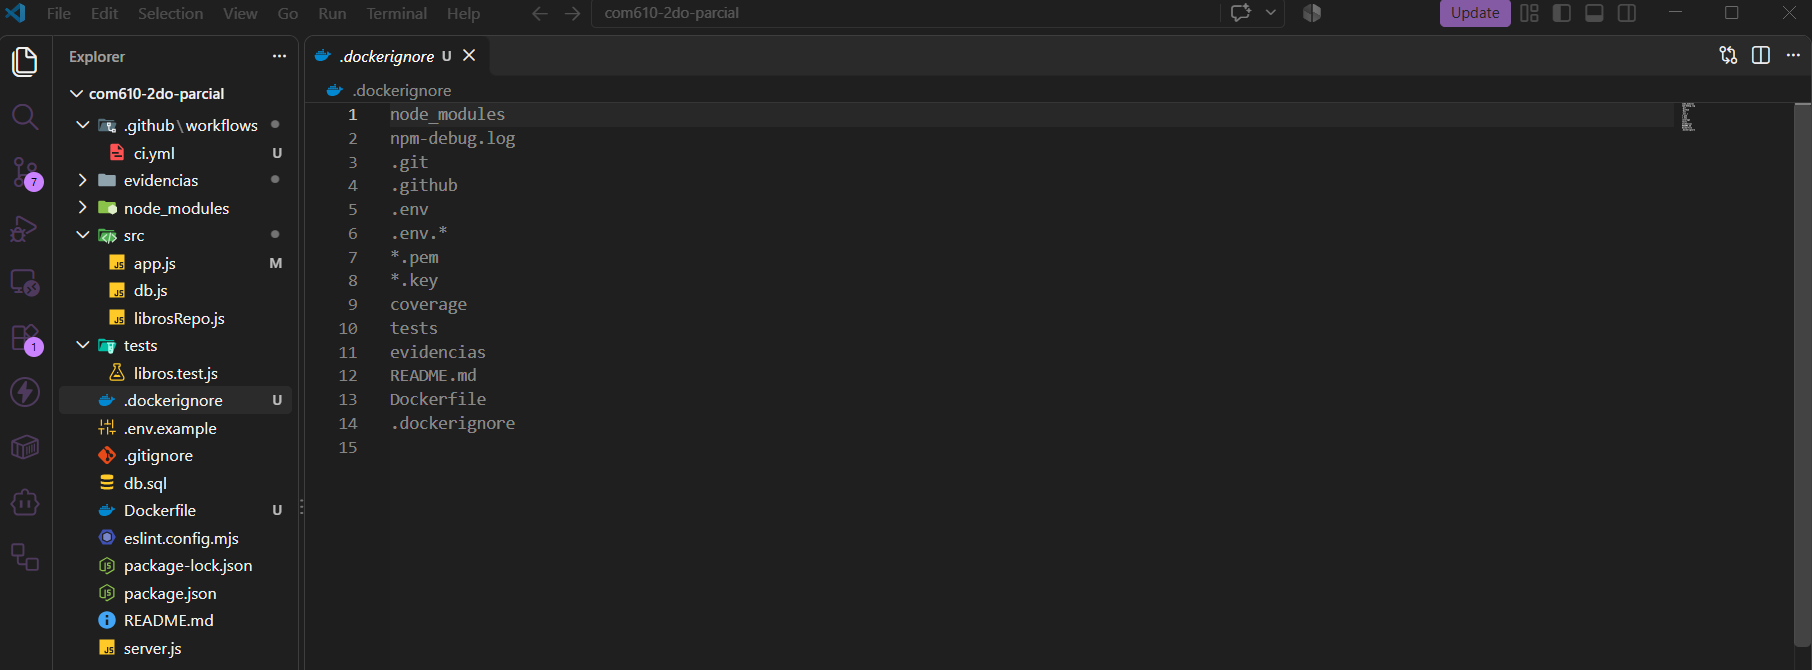 File Edit Selection View Go Run Terminal Help com610-2do-parcial Update
Explorer
com610-2do-parcial
.github\workflows
ci.yml U
evidencias
node_modules
src
app.js M
db.js
librosRepo.js
tests
libros.test.js
.dockerignore U
.env.example
.gitignore
db.sql
Dockerfile U
eslint.config.mjs
package-lock.json
package.json
README.md
server.js
7
1
.dockerignore U
.dockerignore
1 node_modules
2 npm-debug.log
3 .git
4 .github
5 .env
6 .env.*
7 *.pem
8 *.key
9 coverage
10 tests
11 evidencias
12 README.md
13 Dockerfile
14 .dockerignore
15